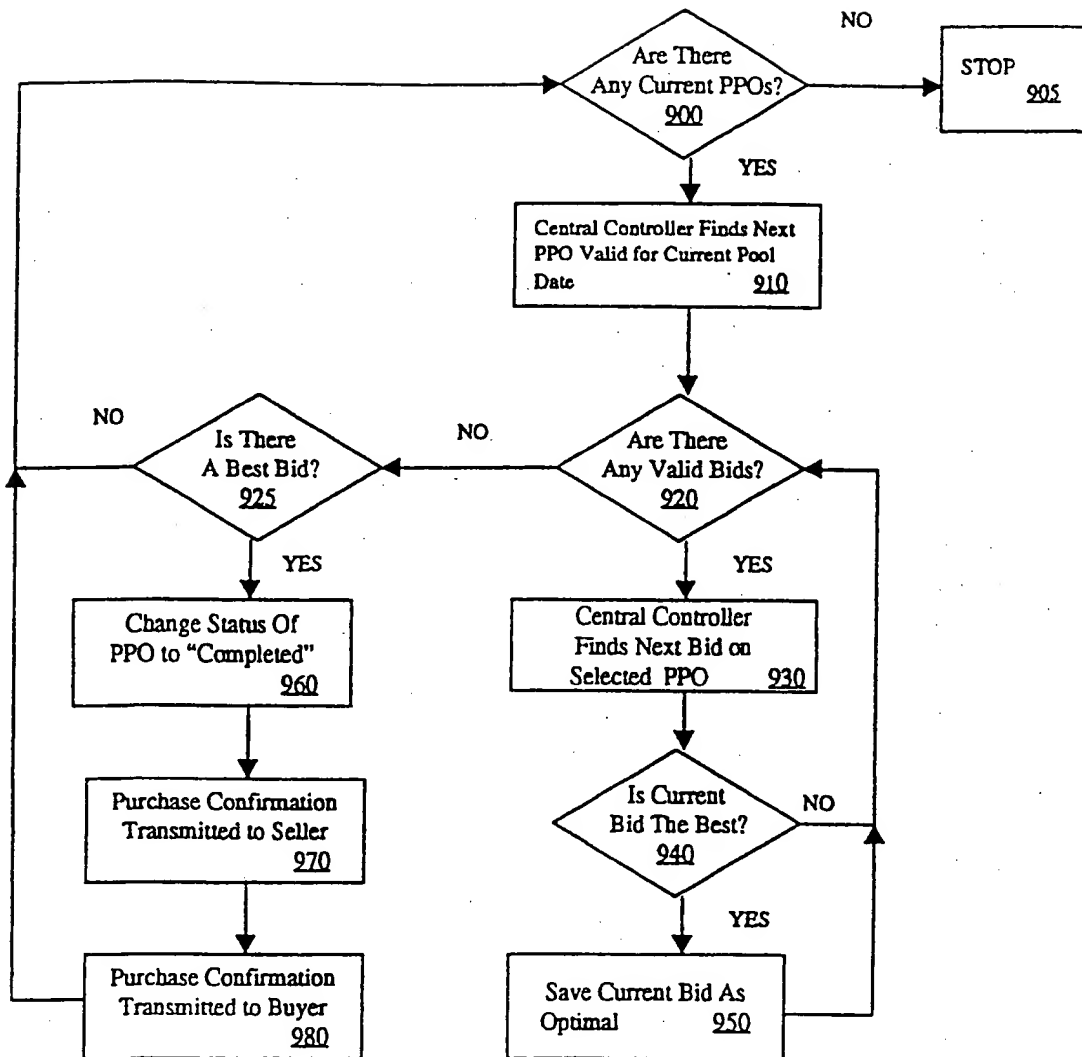 NO
Are There
Any Current PPOs?
900
STOP
905
YES
Central Controller Finds Next
PPO Valid for Current Pool
Date 910
NO
Is There
A Best Bid?
925
NO
Are There
Any Valid Bids?
920
YES
YES
Change Status Of
PPO to "Completed"
960
Central Controller
Finds Next Bid on
Selected PPO 930
Purchase Confirmation
Transmitted to Seller
970
Is Current
Bid The Best?
940
NO
YES
Purchase Confirmation
Transmitted to Buyer
980
Save Current Bid As
Optimal 950